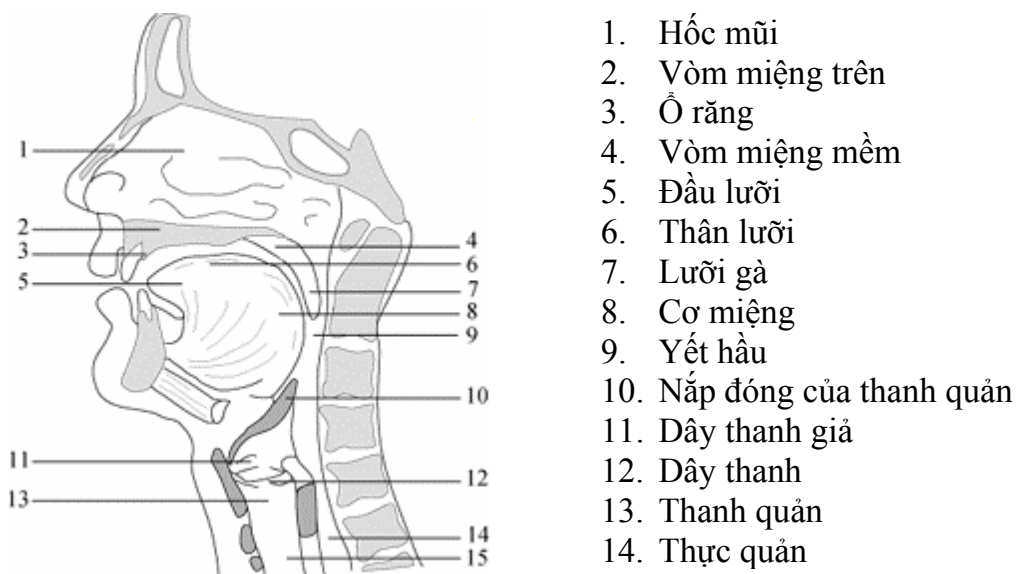 1
2
3
5
4
6
7
8
9
10
11
12
13
14
15
1. Hốc mũi
2. Vòm miệng trên
3. Ổ răng
4. Vòm miệng mềm
5. Đầu lưỡi
6. Thân lưỡi
7. Lưỡi gà
8. Cơ miệng
9. Yết hầu
10. Nắp đóng của thanh quản
11. Dây thanh giả
12. Dây thanh
13. Thanh quản
14. Thực quản